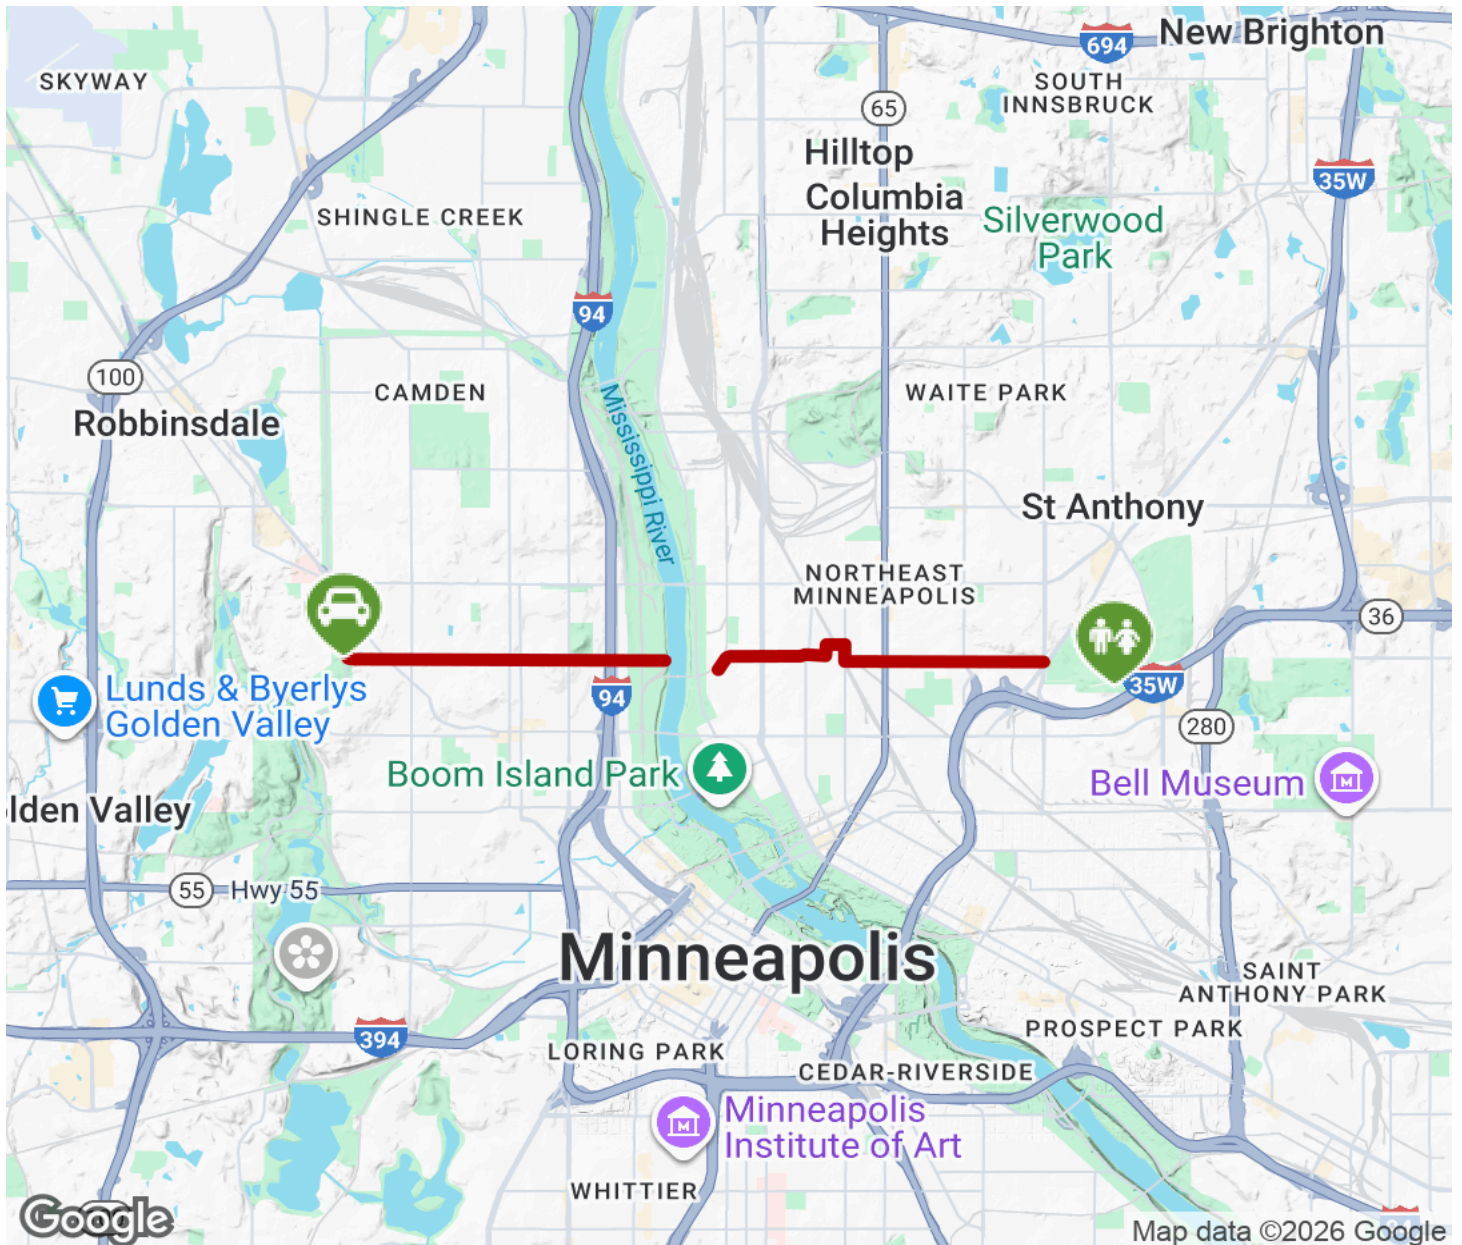 New Brighton
694
SKYWAY
SOUTH
INNSBRUCK
65
Hilltop
35W
Columbia
Heights
SHINGLE CREEK
Silverwood
Park
94
100
CAMDEN
WAITE PARK
Robbinsdale
Mississippi River
St Anthony
NORTHEAST
MINNEAPOLIS
36
Lunds & Byerlys
Golden Valley
94
35W
280
Boom Island Park
Bell Museum
lden Valley
55
Hwy 55
Minneapolis
SAINT
ANTHONY PARK
394
PROSPECT PARK
LORING PARK
CEDAR-RIVERSIDE
Minneapolis
Institute of Art
WHITTIER
Google
Map data ©2026 Google